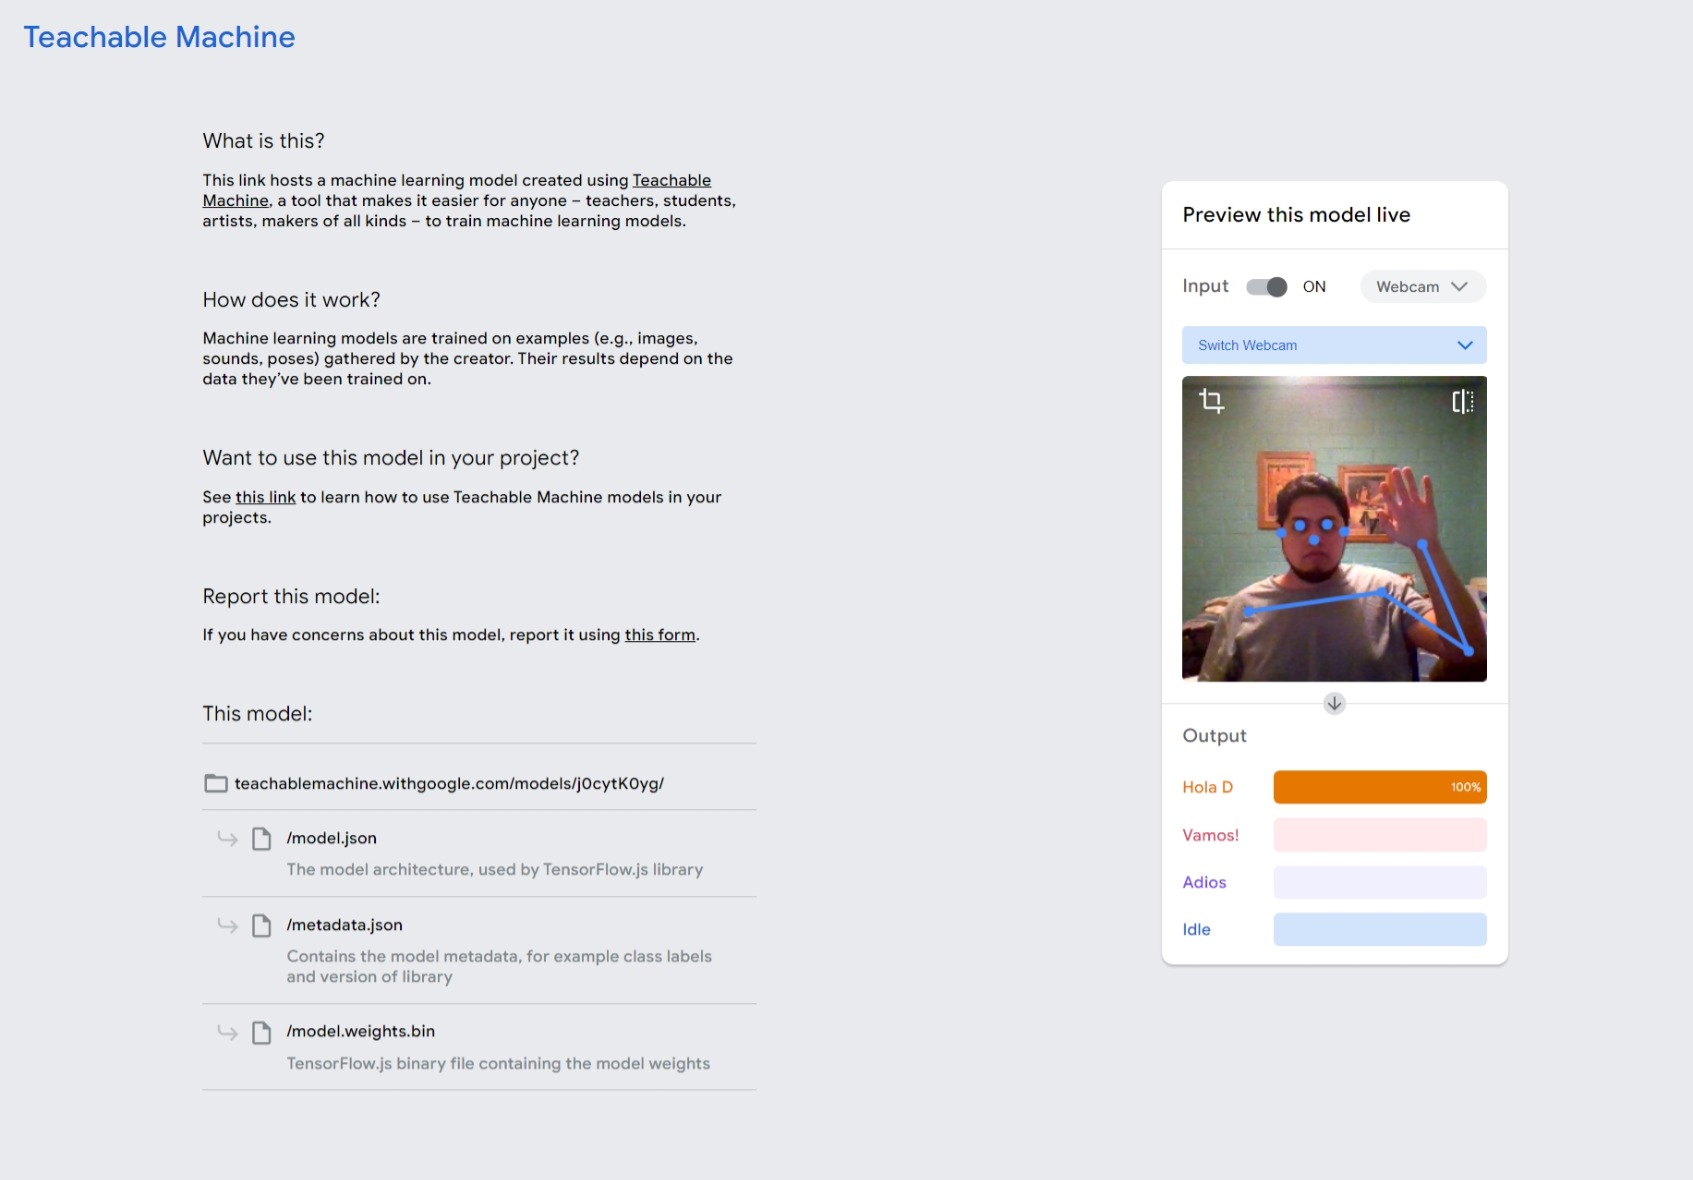 Teachable Machine
What is this?
This link hosts a machine learning model created using Teachable
Machine, a tool that makes it easier for anyone – teachers, students,
artists, makers of all kinds – to train machine learning models.
How does it work?
Machine learning models are trained on examples (e.g., images,
sounds, poses) gathered by the creator. Their results depend on the
data they’ve been trained on.
Want to use this model in your project?
See this link to learn how to use Teachable Machine models in your
projects.
Report this model:
If you have concerns about this model, report it using this form.
This model:
teachablemachine.withgoogle.com/models/j0cytK0yg/
/model.json
The model architecture, used by TensorFlow.js library
/metadata.json
Contains the model metadata, for example class labels
and version of library
/model.weights.bin
TensorFlow.js binary file containing the model weights
Preview this model live
Input ON Webcam
Switch Webcam
Output
Hola D 100%
Vamos!
Adios
Idle